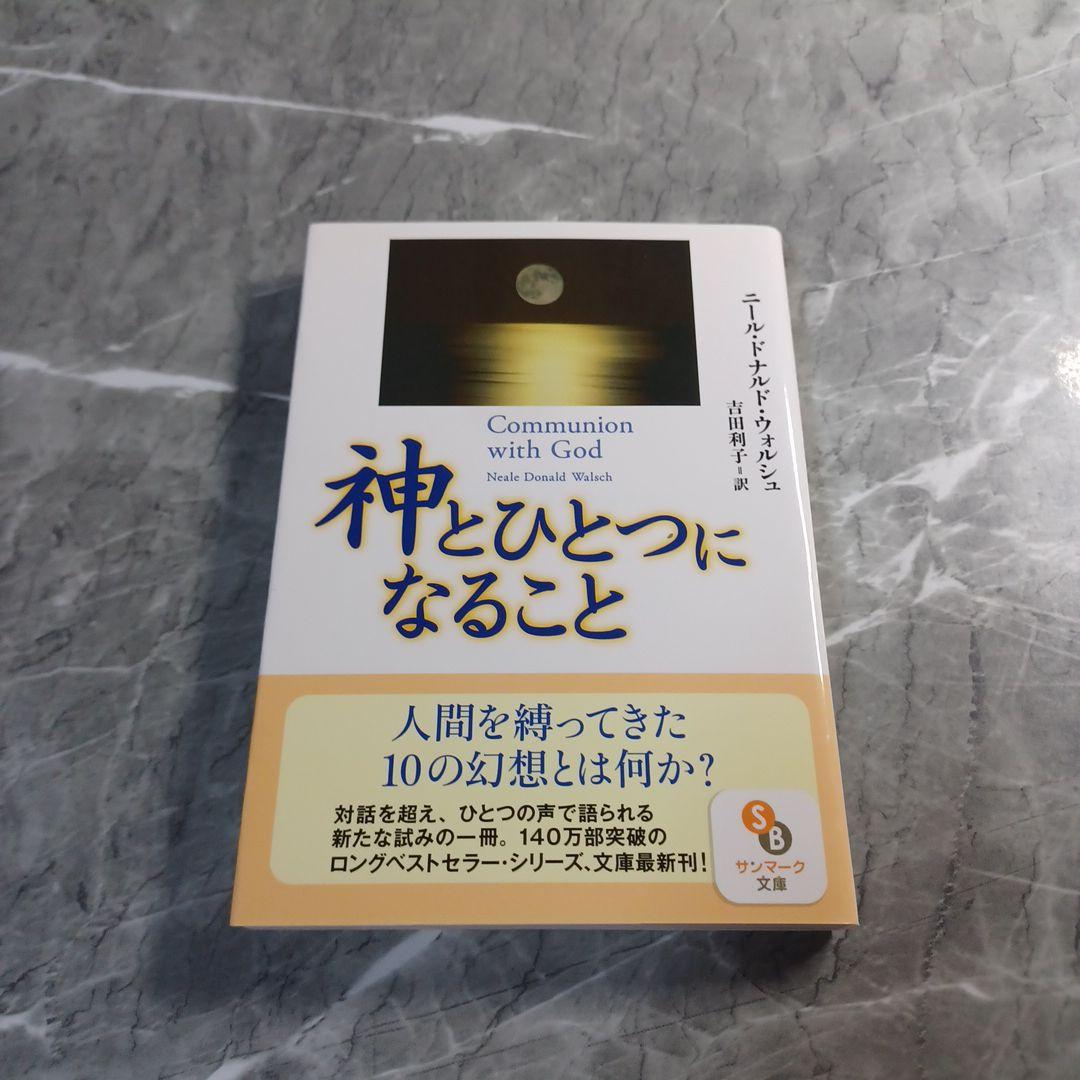 Communion
with God
Neale Donald Walsch
ニール・ドナルド・ウォルシュ
吉田利子=訳
神とひとつに
なること
人間を縛ってきた
10の幻想とは何か?
対話を超え、ひとつの声で語られる
新たな試みの一冊。140万部突破の
ロングベストセラー・シリーズ、文庫最新刊!
SB
サンマーク
文庫